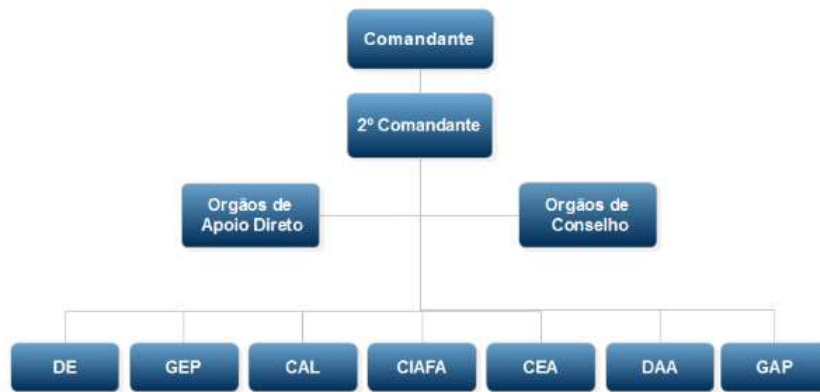 Comandante
2º Comandante
Orgãos de
Apoio Direto
Orgãos de
Conselho
DE
GEP
CAL
CIAFA
CEA
DAA
GAP